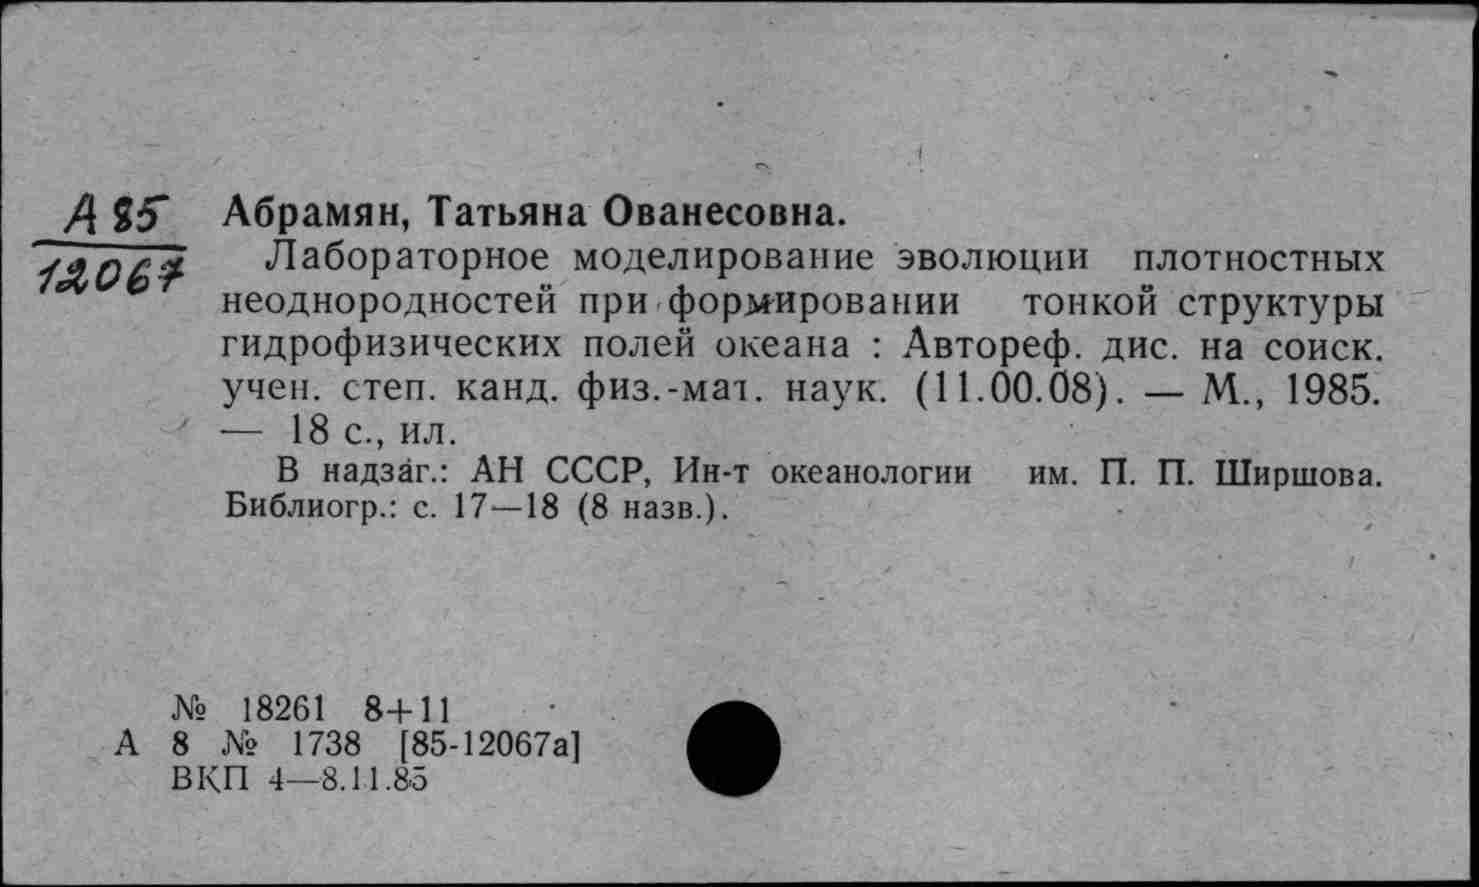 А85
12067
Абрамян, Татьяна Ованесовна.
Лабораторное моделирование эволюции плотностных
неоднородностей при формировании тонкой структуры
гидрофизических полей океана : Автореф. дис. на соиск.
учен. степ. канд. физ.-мат. наук. (11.00.08). — М., 1985.
— 18 с., ил.
В надзаг.: АН СССР, Ин-т океанологии им. П. П. Ширшова.
Библиогр.: с. 17—18 (8 назв.).
№ 18261 8+11
А 8 № 1738 [85-12067а]
ВКП 4—8.11.85